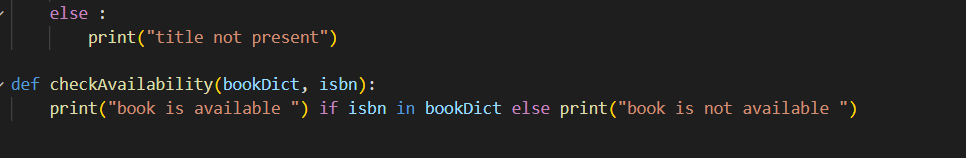 else :
print("title not present")
def checkAvailability(bookDict, isbn):
print("book is available ") if isbn in bookDict else print("book is not available ")